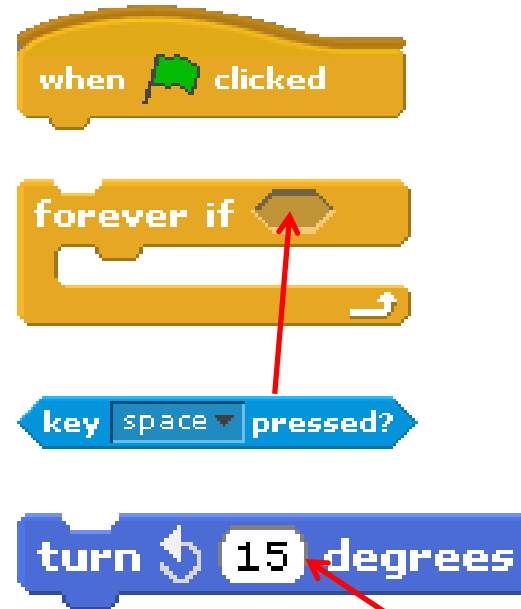 when clicked
forever if
key space pressed?
turn 15 degrees